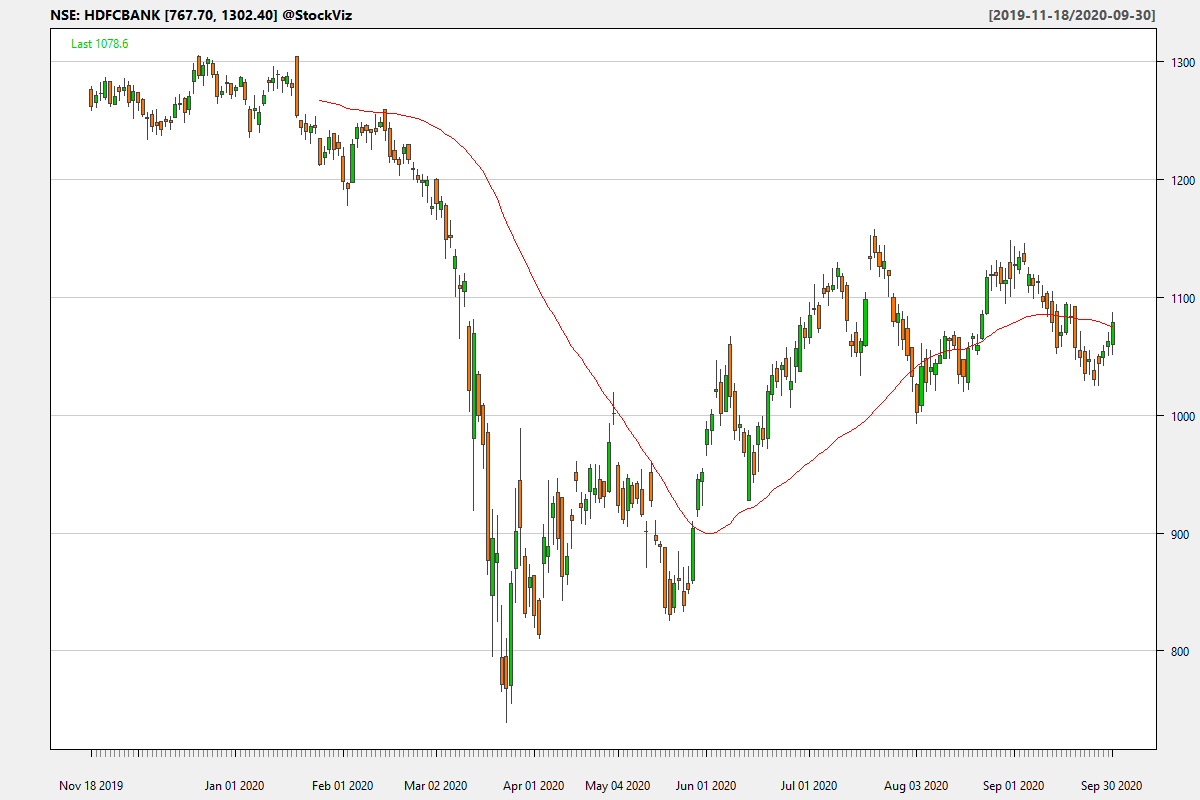 NSE: HDFCBANK [767.70, 1302.40] @StockViz
[2019-11-18/2020-09-30]
Last 1078.6
1300
1200
1100
1000
900
800
Nov 18 2019
Jan 01 2020
Feb 01 2020
Mar 02 2020
Apr 01 2020
May 04 2020
Jun 01 2020
Jul 01 2020
Aug 03 2020
Sep 01 2020
Sep 30 2020